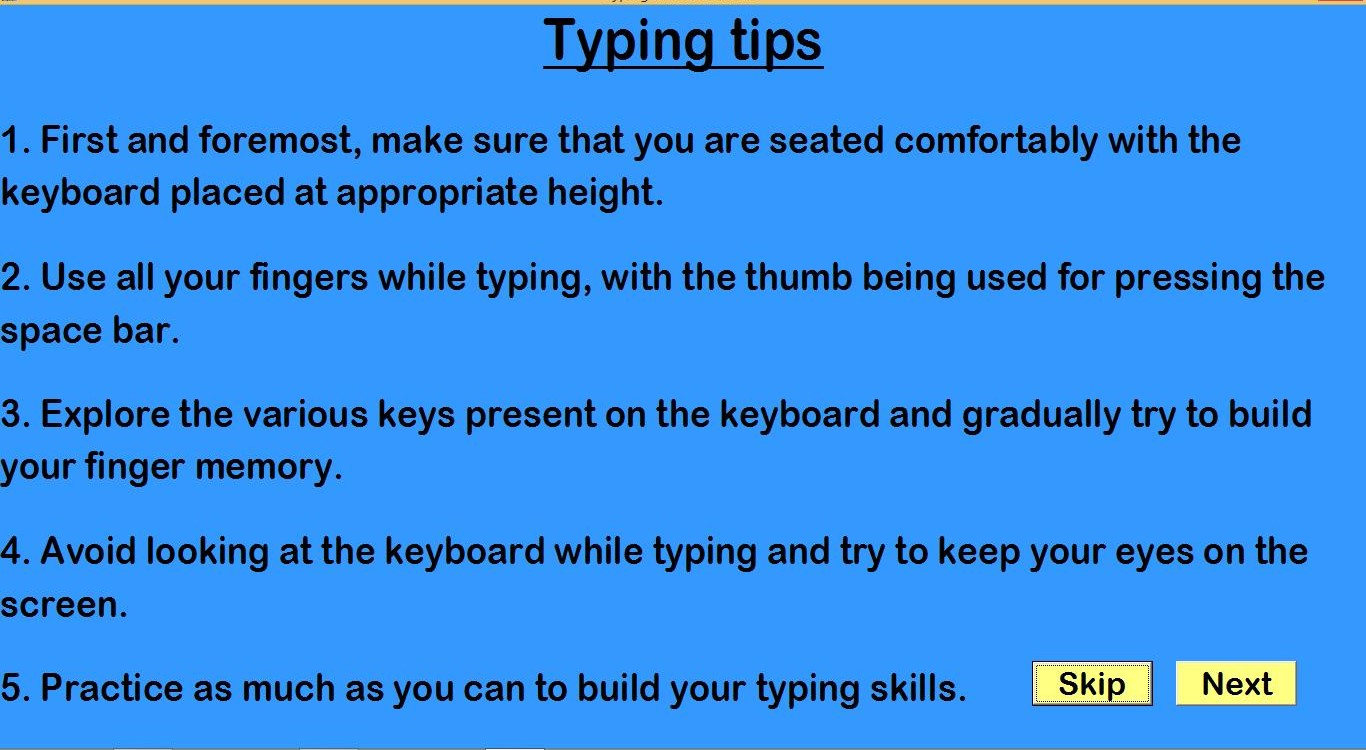 Typing tips
1. First and foremost, make sure that you are seated comfortably with the
keyboard placed at appropriate height.
2. Use all your fingers while typing, with the thumb being used for pressing the
space bar.
3. Explore the various keys present on the keyboard and gradually try to build
your finger memory.
4. Avoid looking at the keyboard while typing and try to keep your eyes on the
screen.
5. Practice as much as you can to build your typing skills.
Skip Next